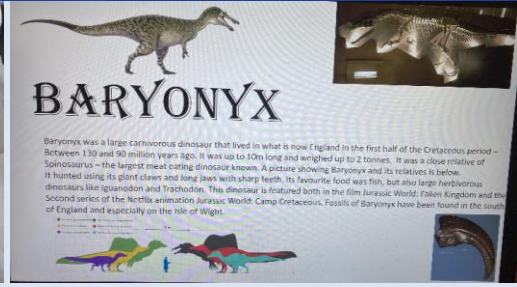 BARYONYX
Baryonyx was a large carnivorous dinosaur that lived in what is now England in the first half of the Cretaceous period –
Between 130 and 90 million years ago. It was up to 10m long and weighed up to 2 tonnes. It was a close relative of
Spinosaurus – the largest meat eating dinosaur known. A picture showing Baryonyx and its relatives is below.
It hunted using its giant claws and long jaws with sharp teeth. Its favourite food was fish, but also large herbivorous
dinosaurs like Iguanodon and Trachodon. This dinosaur is featured both in the film Jurassic World: Fallen Kingdom and the
Second series of the Netflix animation Jurassic World: Camp Cretaceous. Fossils of Baryonyx have been found in the south
of England and especially on the Isle of Wight.